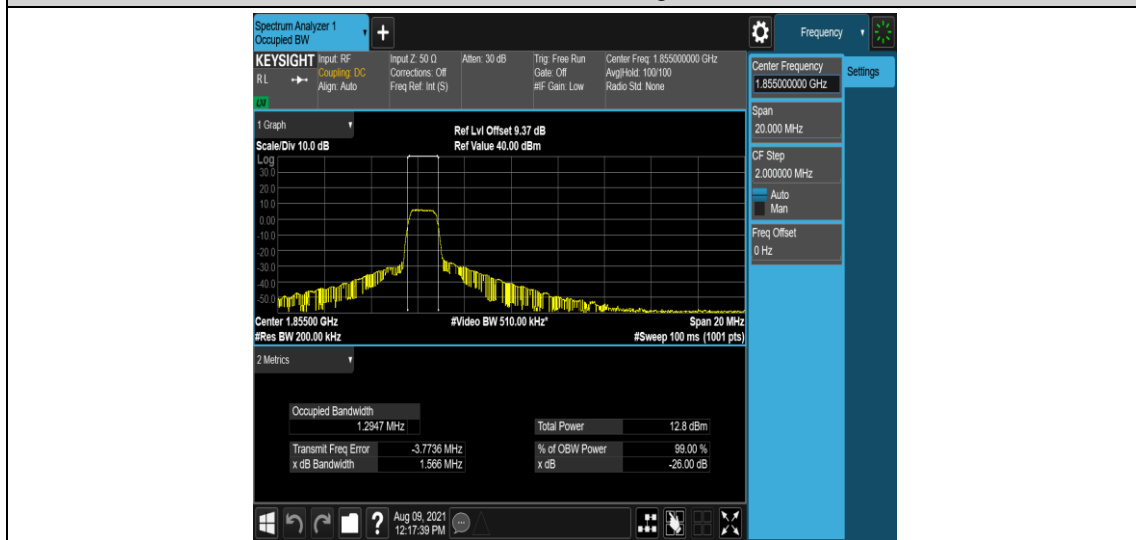 Spectrum Analyzer 1
Occupied BW
Frequency
KEYSIGHT
RL
LXI
Input: RF
Coupling: DC
Align: Auto
Input Z: 50 Ω
Corrections: Off
Freq Ref: Int (S)
Atten: 30 dB
Trig: Free Run
Gate: Off
#IF Gain: Low
Center Freq: 1.855000000 GHz
Avg|Hold: 100/100
Radio Std: None
Center Frequency
1.855000000 GHz
Settings
Span
20.000 MHz
CF Step
2.000000 MHz
Auto
Man
Freq Offset
0 Hz
1 Graph
Ref Lvl Offset 9.37 dB
Scale/Div 10.0 dB
Ref Value 40.00 dBm
Log
30.0
20.0
10.0
0.00
-10.0
-20.0
-30.0
-40.0
-50.0
Center 1.85500 GHz
#Video BW 510.00 kHz*
Span 20 MHz
#Res BW 200.00 kHz
#Sweep 100 ms (1001 pts)
2 Metrics
Occupied Bandwidth
1.2947 MHz
Total Power 12.8 dBm
Transmit Freq Error -3.7736 MHz
% of OBW Power 99.00 %
x dB Bandwidth 1.566 MHz
x dB -26.00 dB
?
Aug 09, 2021
12:17:39 PM